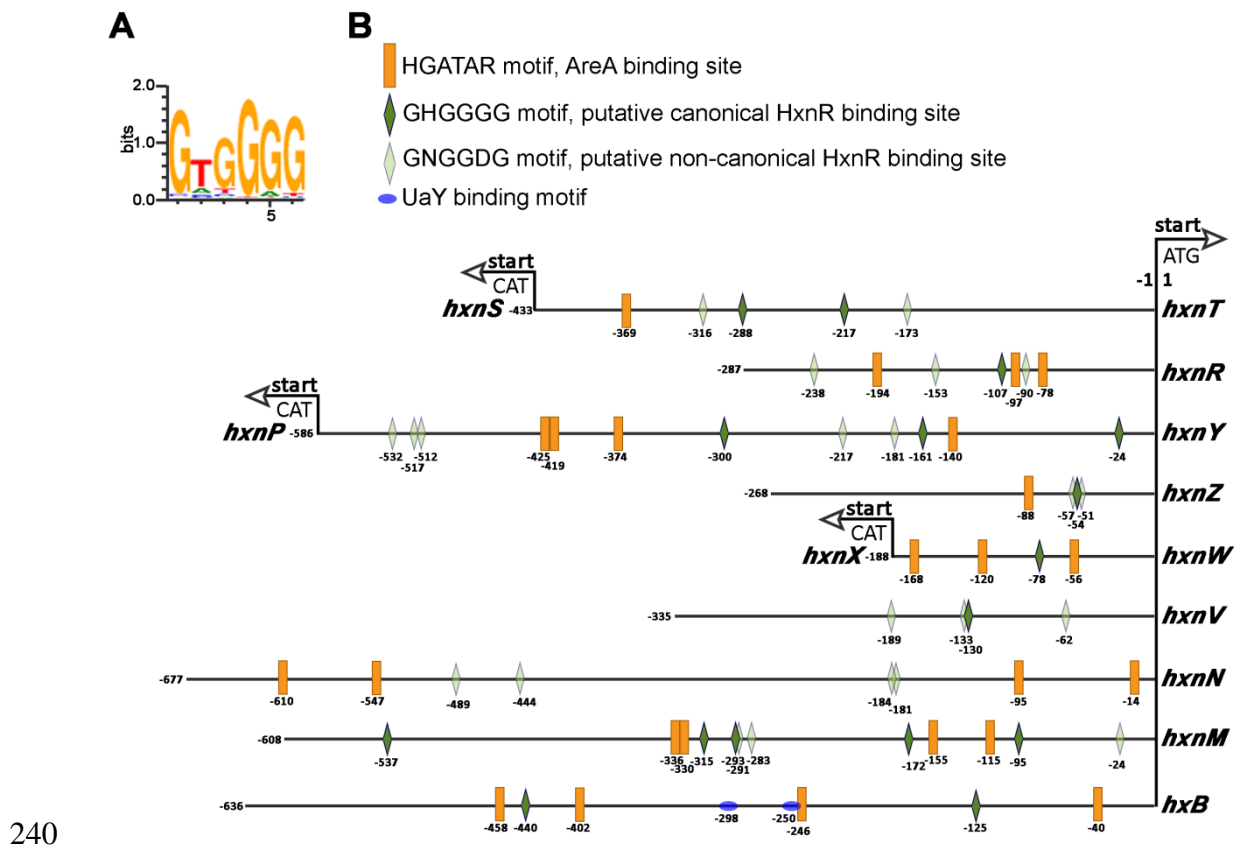 A
B
HGATAR motif, AreA binding site
GHGGGG motif, putative canonical HxnR binding site
GNGGDG motif, putative non-canonical HxnR binding site
UaY binding motif
2.0
1.0
0.0
bits
GTGGGG
5
start
ATG
-1 1
start
CAT
hxnS -433 -369 -316 -288 -217 -173 hxnT
-287 -238 -194 -153 -107 -97 -90 -78 hxnR
start
CAT
hxnP -586 -532 -517 -512 -425 -419 -374 -300 -217 -181 -161 -140 -24 hxnY
-268 -88 -57 -54 -51 hxnZ
start
CAT
hxnX -188 -168 -120 -78 -56 hxnW
-335 -189 -133 -130 -62 hxnV
-677 -610 -547 -489 -444 -184 -181 -95 -14 hxnN
-608 -537 -336 -330 -315 -293 -291 -283 -172 -155 -115 -95 -24 hxnM
-636 -458 -440 -402 -298 -250 -246 -125 -40 hxB
240